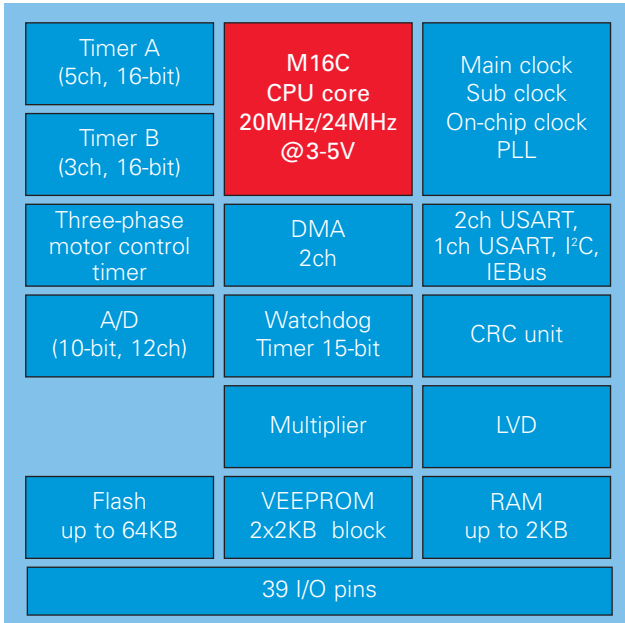 Timer A
(5ch, 16-bit)
M16C
CPU core
20MHz/24MHz
@3-5V
Main clock
Sub clock
On-chip clock
PLL
Timer B
(3ch, 16-bit)
Three-phase
motor control
timer
DMA
2ch
2ch USART,
1ch USART, I²C,
IEBus
A/D
(10-bit, 12ch)
Watchdog
Timer 15-bit
CRC unit
Multiplier
LVD
Flash
up to 64KB
VEEPROM
2x2KB block
RAM
up to 2KB
39 I/O pins